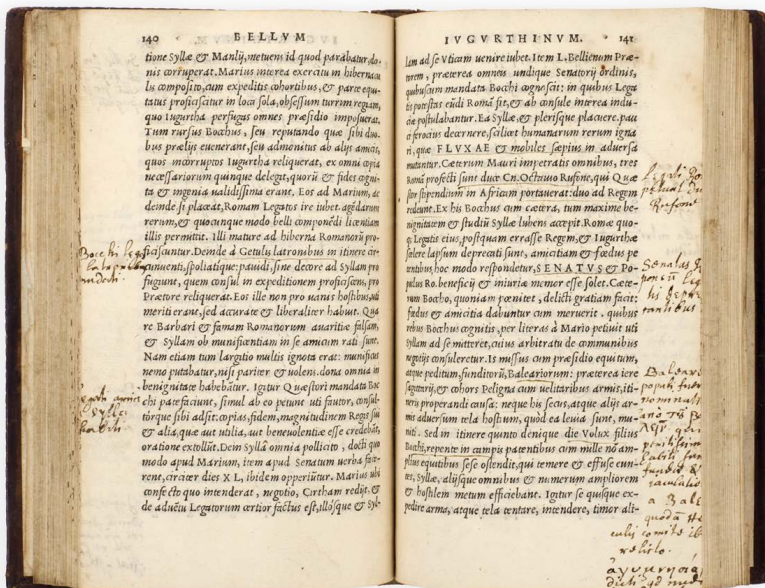 140 BELLVM
tione Syllæ & Manlij, metuens id quod parabatur, do-
nis corruperat. Marius interea exercitu in hibernacu
lis composito, cum expeditis cohortibus, & parte equi-
tatus proficiscitur in loca sola, obsessum turrim regiam,
quo Iugurtha perfugas omnes præsidio imposuerat.
Tum rursus Bocchus, seu reputando quæ sibi duo-
bus prælijs euenerant, seu admonitus ab alijs amicis,
quos incorruptos Iugurtha reliquerat, ex omni copia
necessariorum quinque delegit, quorū & fides cogni-
ta & ingenia ualidissima erant. Eos ad Marium, ac
deinde si placeat, Romam Legatos ire iubet. agēdarum
rerum, & quocunque modo belli componēdi licentiam
illis permittit. Illi mature ad hiberna Romanorū pro-
ficiscuntur. Deinde à Getulis latronibus in itinere cir-
cumuenti, spoliatique: pauidi, sine decore ad Syllam pro
fugiunt, quem consul in expeditionem proficiscens, pro
Prætore reliquerat. Eos ille non pro uanis hostibus, uti
meriti erant, sed accurate & liberaliter habuit. Qua
re Barbari & famam Romanorum auaritiæ falsam,
& Syllam ob munificentiam in se amicum rati sunt.
Nam etiam tum largitio multis ignota erat: munificus
nemo putabatur, nisi pariter & uolens. dona omnia in
benignitate habebātur. Igitur Quæstori mandata Boc
chi patefaciunt, simul ab eo petunt uti fautor, consul-
torque sibi adsit. copias, fidem, magnitudinem Regis sui
& alia, quæ aut utilia, aut beneuolentiæ esse credebāt,
oratione extollūt. Dein Syllā omnia pollicito, docti quo
modo apud Marium, item apud Senatum uerba face-
rent, circiter dies XL, ibidem opperiūtur. Marius ubi
confecto quo intenderat, negotio, Cirtham redijt, &
de aduētu Legatorum certior factus est, illósque & Syl-
IVGVRTHINVM. 141
lam ad se Vticam uenire iubet. Item L. Bellienum Præ-
torem, præterea omnes undique Senatorij ordinis,
quibuscum mandata Bocchi cognoscit: in quibus Lega
tis potestas eūdi Romā fit, & ab consule interea indu-
ciæ postulabantur. Ea Syllæ & plerisque placuere. pau
ci ferocius decernere, scilicet humanarum rerum igna
ri, quæ FLVXAE & mobiles sæpius in aduersa
mutantur. Cæterum Mauri impetratis omnibus, tres
Romā profecti sunt duce Cn. Octauio Rufone, qui Quæ
stor stipendium in Africam portauerat: duo ad Regem
redeunt. Ex his Bocchus cum cætera, tum maxime be-
nignitatem & studiū Syllæ lubens accepit. Romæ quo-
que Legatis eius, postquam errasse Regem, & Iugurthæ
scelere lapsum deprecati sunt, amicitiam & fœdus pe
tentibus, hoc modo respondetur, SENATVS & Po-
pulus Ro. beneficij & iniuriæ memor esse solet. Cæte-
rum Boccho, quoniam pœnitet, delicti gratiam facit:
fœdus & amicitia dabuntur cum meruerit. quibus
rebus Bocchus cognitis, per literas à Mario petiuit uti
Syllam ad se mitteret, cuius arbitratu de communibus
negotijs consuleretur. Is missus cum præsidio equitum,
atque peditum, funditorū, Balearìorum: præterea iere
sagittarij, & cohors Peligna cum uelitaribus armis, iti-
neris properandi causa: neque his secus, atque alijs ar-
mis aduersum tela hostium, quòd ea leuia sunt, mu-
niti. Sed in itinere quinto denique die Volux filius
Bocchi, repente in campis patentibus cum mille nō am-
plius equitibus sese ostendit, qui temere & effuse eun-
tes, Syllæ, alijsque omnibus & numerum ampliorem
& hostilem metum efficiebant. Igitur se quisque ex-
pedire arma, atque tela tentare, intendere, timor ali-